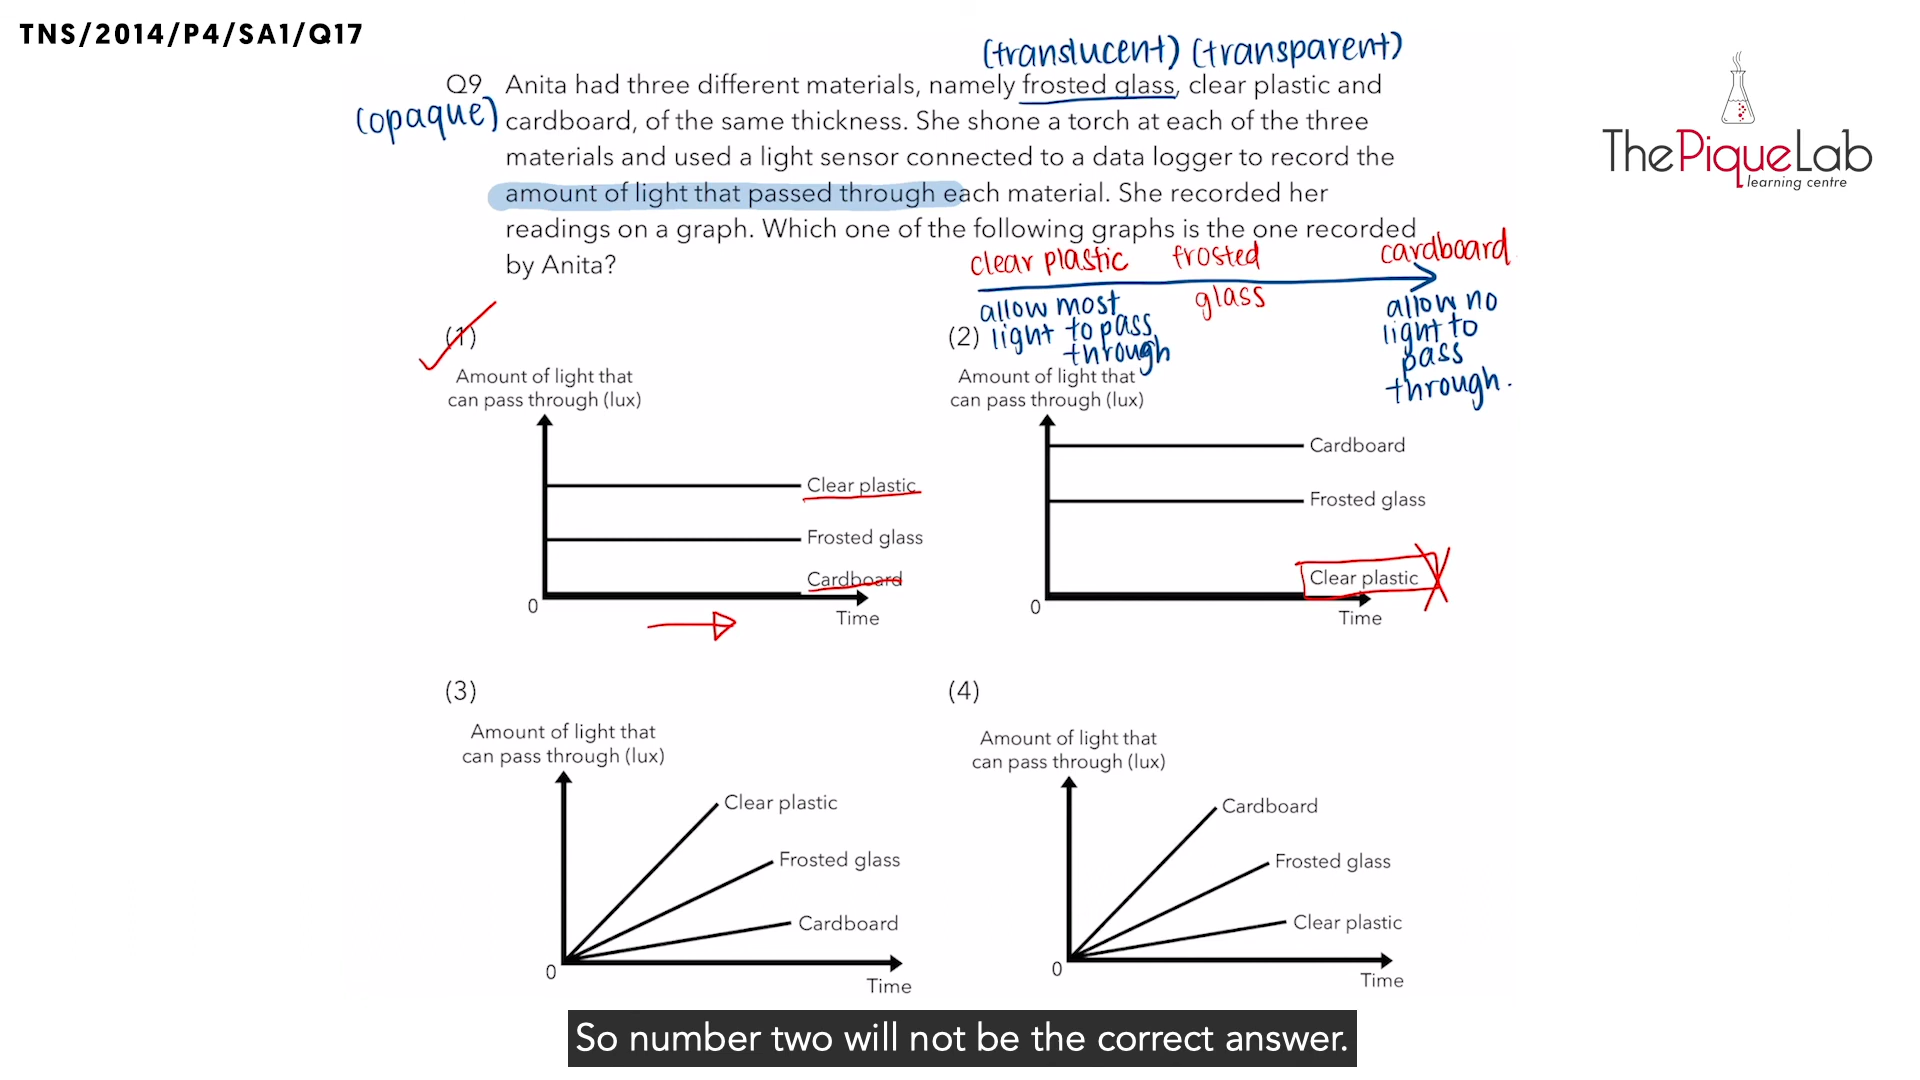 TNS/2014/P4/SA1/Q17
(translucent) (transparent)
Q9 Anita had three different materials, namely frosted glass, clear plastic and
(opaque) cardboard, of the same thickness. She shone a torch at each of the three
materials and used a light sensor connected to a data logger to record the
amount of light that passed through each material. She recorded her
readings on a graph. Which one of the following graphs is the one recorded
by Anita?
ThePiqueLab
learning centre
clear plastic frosted glass cardboard
allow most light to pass through
allow no light to pass through.
(1)
Amount of light that
can pass through (lux)
Clear plastic
Frosted glass
Cardboard
0
Time
(2)
Amount of light that
can pass through (lux)
Cardboard
Frosted glass
Clear plastic
0
Time
(3)
Amount of light that
can pass through (lux)
Clear plastic
Frosted glass
Cardboard
0
Time
(4)
Amount of light that
can pass through (lux)
Cardboard
Frosted glass
Clear plastic
0
Time
So number two will not be the correct answer.